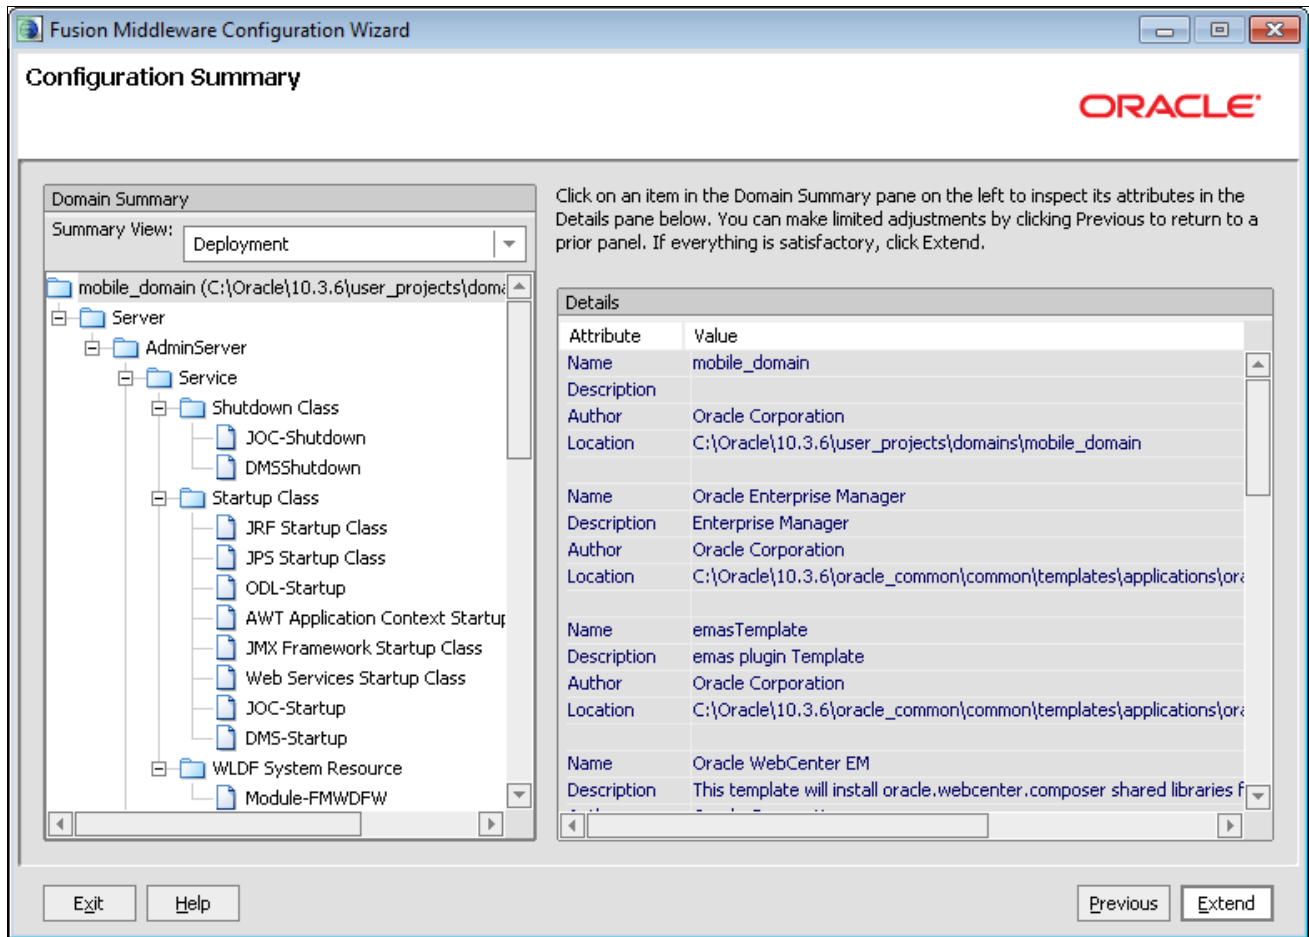 Fusion Middleware Configuration Wizard
Configuration Summary
ORACLE
Domain Summary
Summary View:
Deployment
mobile_domain (C:\Oracle\10.3.6\user_projects\doma
Server
AdminServer
Service
Shutdown Class
JOC-Shutdown
DMSShutdown
Startup Class
JRF Startup Class
JPS Startup Class
ODL-Startup
AWT Application Context Startup
JMX Framework Startup Class
Web Services Startup Class
JOC-Startup
DMS-Startup
WLDF System Resource
Module-FMWDFW
Click on an item in the Domain Summary pane on the left to inspect its attributes in the
Details pane below. You can make limited adjustments by clicking Previous to return to a
prior panel. If everything is satisfactory, click Extend.
Details
Attribute Value
Name mobile_domain
Description
Author Oracle Corporation
Location C:\Oracle\10.3.6\user_projects\domains\mobile_domain
Name Oracle Enterprise Manager
Description Enterprise Manager
Author Oracle Corporation
Location C:\Oracle\10.3.6\oracle_common\common\templates\applications\ora
Name emasTemplate
Description emas plugin Template
Author Oracle Corporation
Location C:\Oracle\10.3.6\oracle_common\common\templates\applications\ora
Name Oracle WebCenter EM
Description This template will install oracle.webcenter.composer shared libraries f
Exit Help Previous Extend